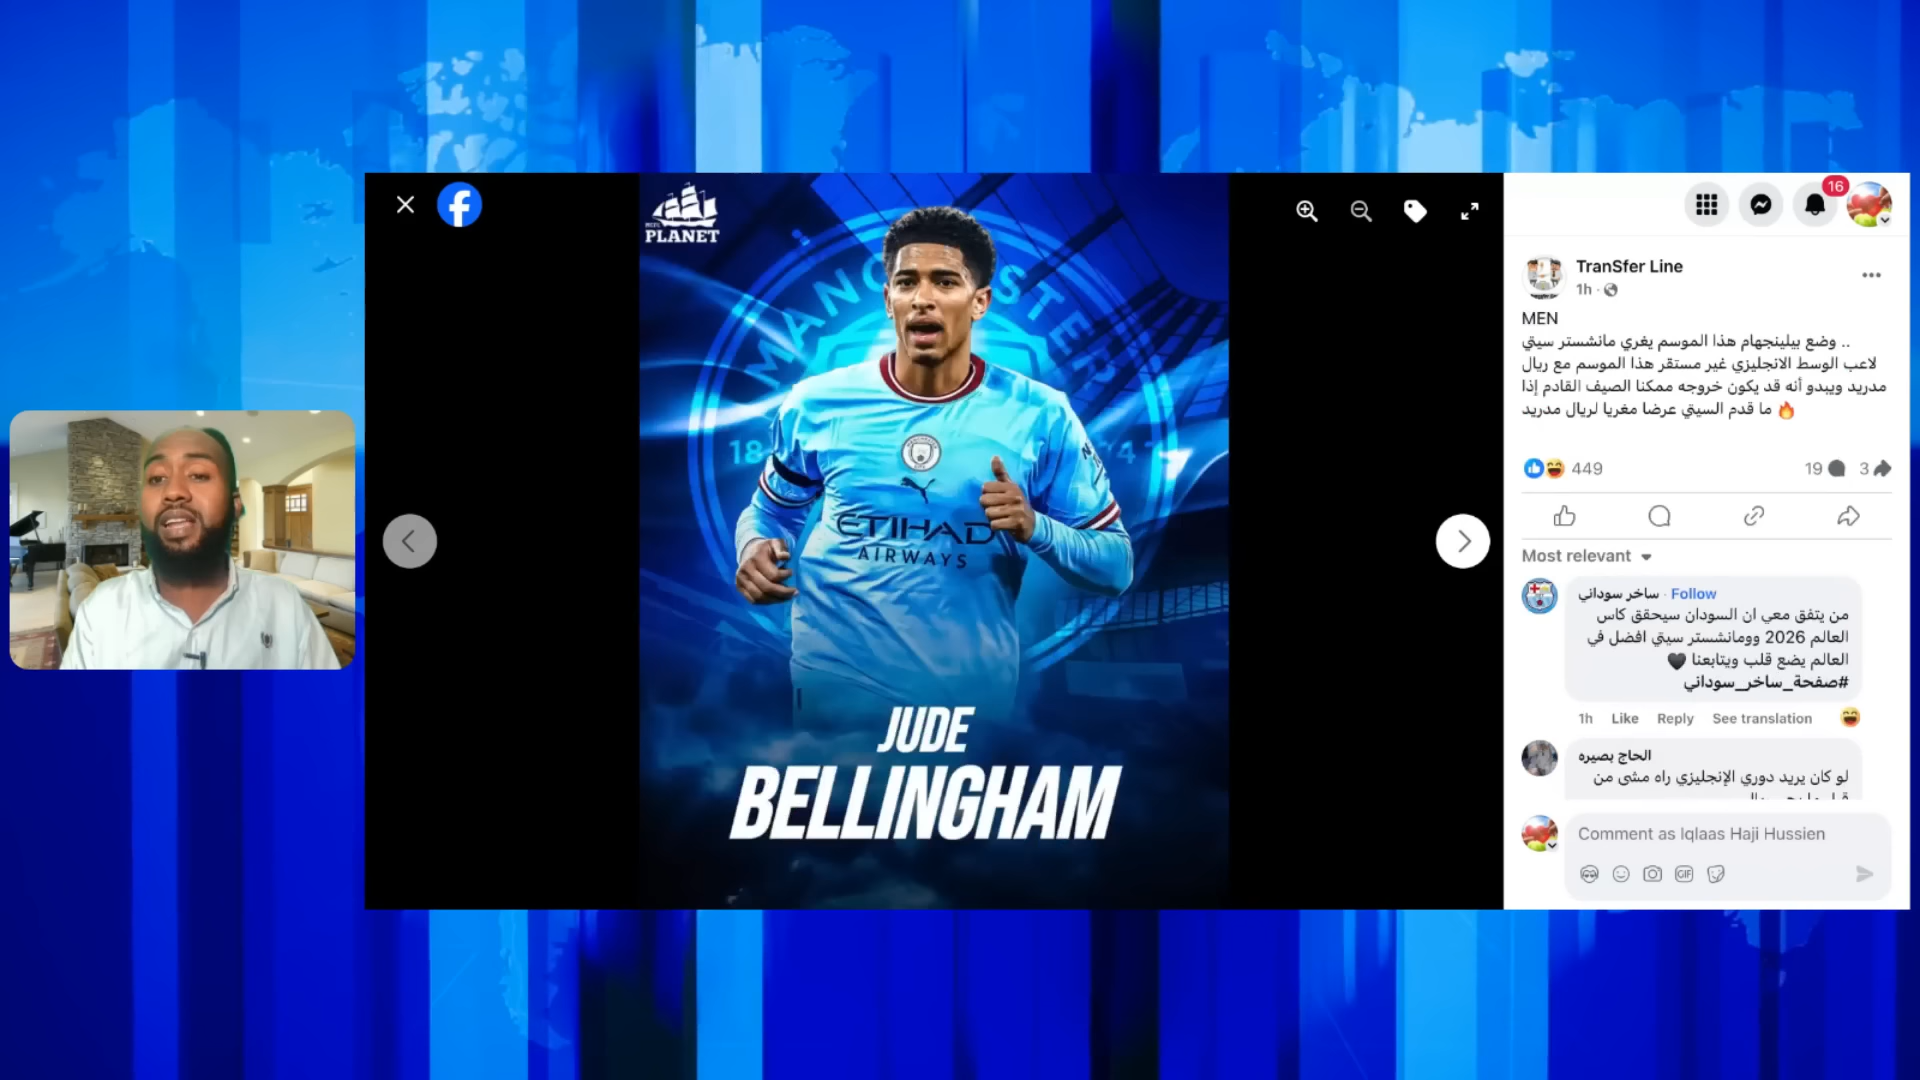 PLANET
MANCHESTER
18
ETIHAD
AIRWAYS
JUDE
BELLINGHAM
16
TranSfer Line
1h
MEN
وضع بيلينجهام هذا الموسم يغري مانشستر سيتي ..
لاعب الوسط الانجليزي غير مستقر هذا الموسم مع ريال
مدريد ويبدو أنه قد يكون خروجه ممكنا الصيف القادم إذا
ما قدم السيتي عرضا مغريا لريال مدريد 🔥
449
19
3
Most relevant
ساخر سوداني · Follow
من يتفق معي ان السودان سيحقق كاس
العالم 2026 وومانشستر سيتي افضل في
العالم يضع قلب ويتابعنا 🖤
#صفحة_ساخر_سوداني
1h Like Reply See translation
الحاج بصيره
لو كان يريد دوري الإنجليزي راه مشى من
Comment as Iqlaas Haji Hussien
GIF